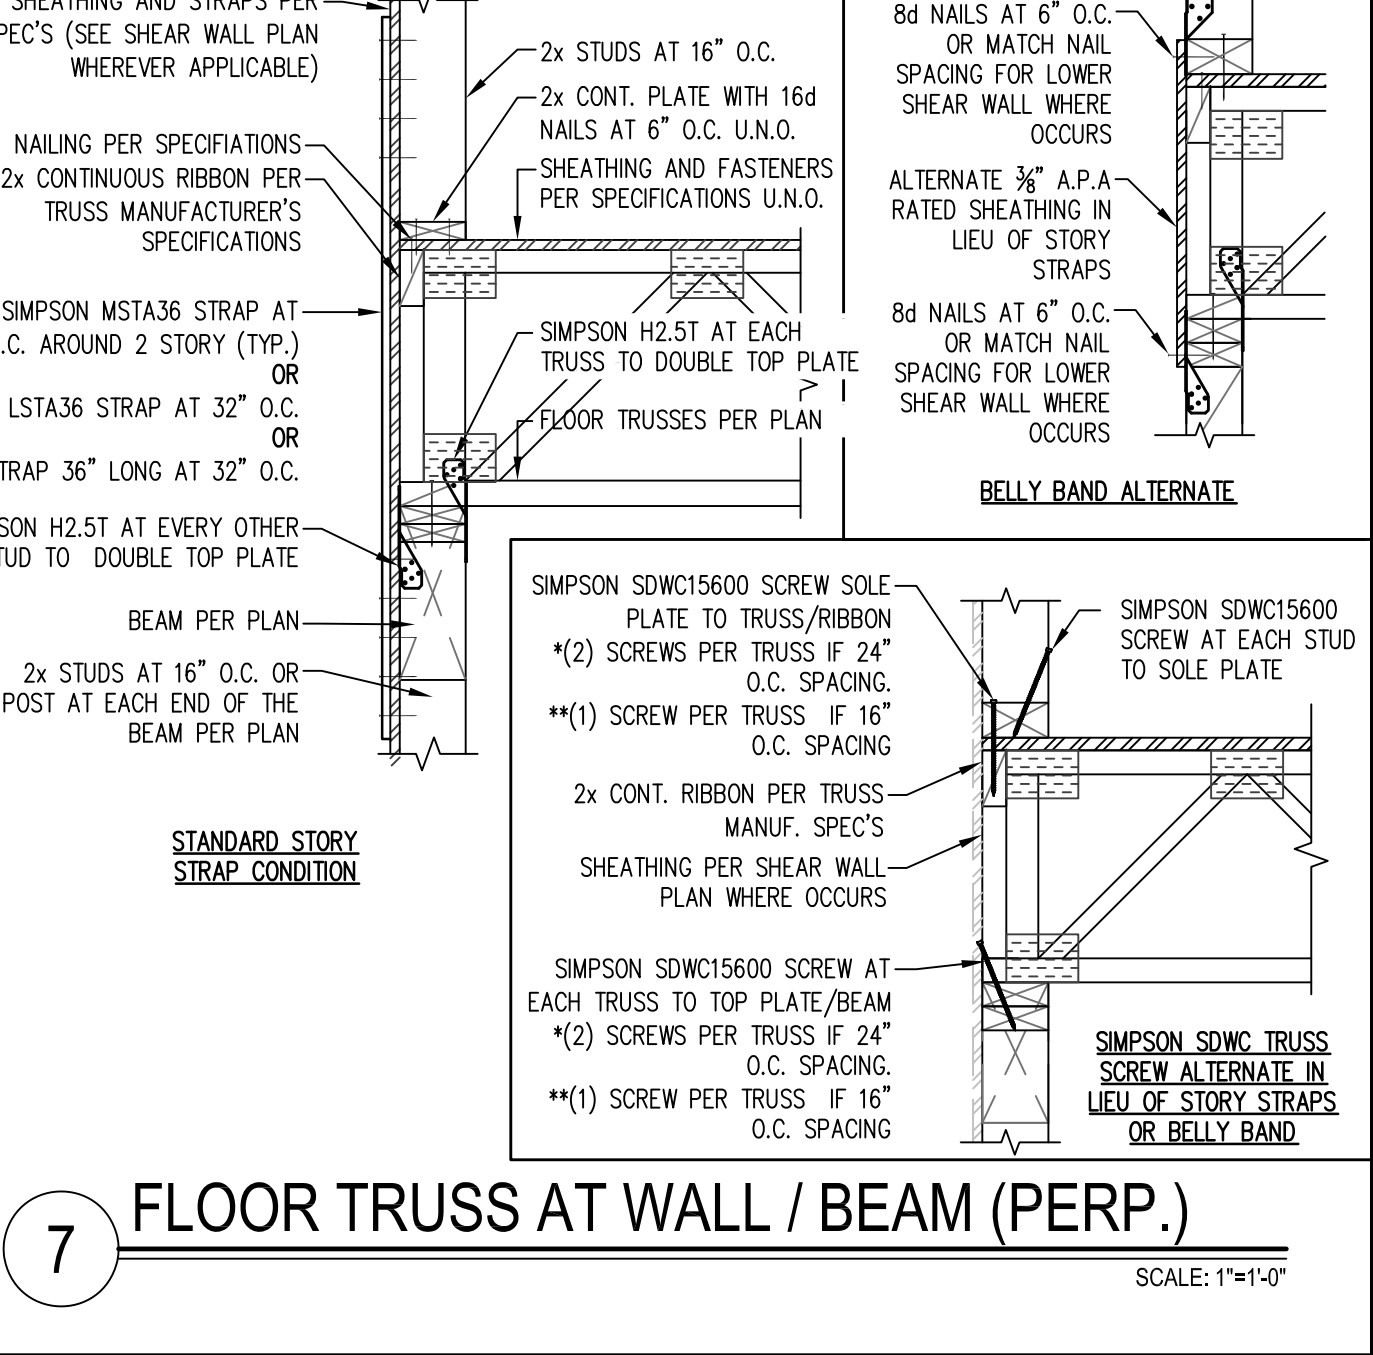 SHEATHING AND STRAPS PER
PEC'S (SEE SHEAR WALL PLAN
WHEREVER APPLICABLE)
NAILING PER SPECIFIATIONS
2x CONTINUOUS RIBBON PER
TRUSS MANUFACTURER'S
SPECIFICATIONS
SIMPSON MSTA36 STRAP AT
.C. AROUND 2 STORY (TYP.)
OR
LSTA36 STRAP AT 32" O.C.
OR
TRAP 36" LONG AT 32" O.C.
SON H2.5T AT EVERY OTHER
TUD TO DOUBLE TOP PLATE
BEAM PER PLAN
2x STUDS AT 16" O.C. OR
POST AT EACH END OF THE
BEAM PER PLAN
STANDARD STORY
STRAP CONDITION
2x STUDS AT 16" O.C.
2x CONT. PLATE WITH 16d
NAILS AT 6" O.C. U.N.O.
SHEATHING AND FASTENERS
PER SPECIFICATIONS U.N.O.
SIMPSON H2.5T AT EACH
TRUSS TO DOUBLE TOP PLATE
FLOOR TRUSSES PER PLAN
8d NAILS AT 6" O.C.
OR MATCH NAIL
SPACING FOR LOWER
SHEAR WALL WHERE
OCCURS
ALTERNATE ⅜" A.P.A
RATED SHEATHING IN
LIEU OF STORY
STRAPS
8d NAILS AT 6" O.C.
OR MATCH NAIL
SPACING FOR LOWER
SHEAR WALL WHERE
OCCURS
BELLY BAND ALTERNATE
SIMPSON SDWC15600 SCREW SOLE
PLATE TO TRUSS/RIBBON
*(2) SCREWS PER TRUSS IF 24"
O.C. SPACING.
**(1) SCREW PER TRUSS IF 16"
O.C. SPACING
2x CONT. RIBBON PER TRUSS
MANUF. SPEC'S
SHEATHING PER SHEAR WALL
PLAN WHERE OCCURS
SIMPSON SDWC15600 SCREW AT
EACH TRUSS TO TOP PLATE/BEAM
*(2) SCREWS PER TRUSS IF 24"
O.C. SPACING.
**(1) SCREW PER TRUSS IF 16"
O.C. SPACING
SIMPSON SDWC15600
SCREW AT EACH STUD
TO SOLE PLATE
SIMPSON SDWC TRUSS
SCREW ALTERNATE IN
LIEU OF STORY STRAPS
OR BELLY BAND
7
FLOOR TRUSS AT WALL / BEAM (PERP.)
SCALE: 1"=1'-0"